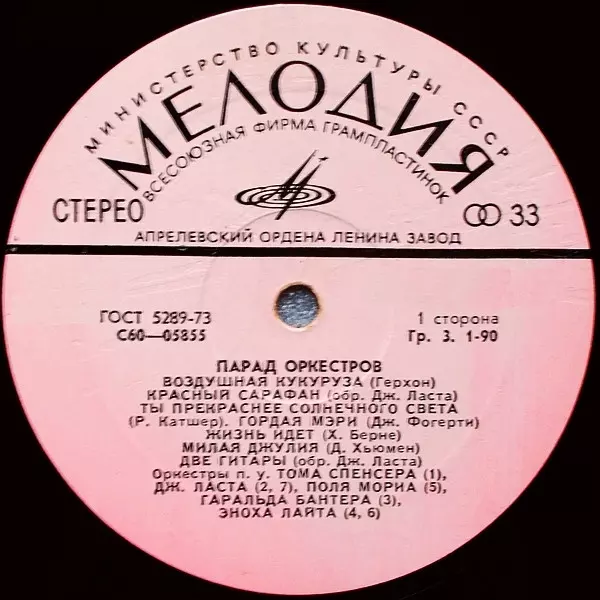 МИНИСТЕРСТВО КУЛЬТУРЫ СССР
МЕЛОДИЯ
ВСЕСОЮЗНАЯ ФИРМА ГРАМПЛАСТИНОК
СТЕРЕО
33
АПРЕЛЕВСКИЙ ОРДЕНА ЛЕНИНА ЗАВОД
ГОСТ 5289-73
1 сторона
С60—05855
Гр. 3. 1-90
ПАРАД ОРКЕСТРОВ
ВОЗДУШНАЯ КУКУРУЗА (Герхон)
КРАСНЫЙ САРАФАН (обр. Дж. Ласта)
ТЫ ПРЕКРАСНЕЕ СОЛНЕЧНОГО СВЕТА
(Р. Катшер). ГОРДАЯ МЭРИ (Дж. Фогерти)
ЖИЗНЬ ИДЕТ (Х. Берне)
МИЛАЯ ДЖУЛИЯ (Д. Хьюмен)
ДВЕ ГИТАРЫ (обр. Дж. Ласта)
Оркестры п. у. ТОМА СПЕНСЕРА (1),
ДЖ. ЛАСТА (2, 7), ПОЛЯ МОРИА (5),
ГАРАЛЬДА БАНТЕРА (3),
ЭНОХА ЛАЙТА (4, 6)